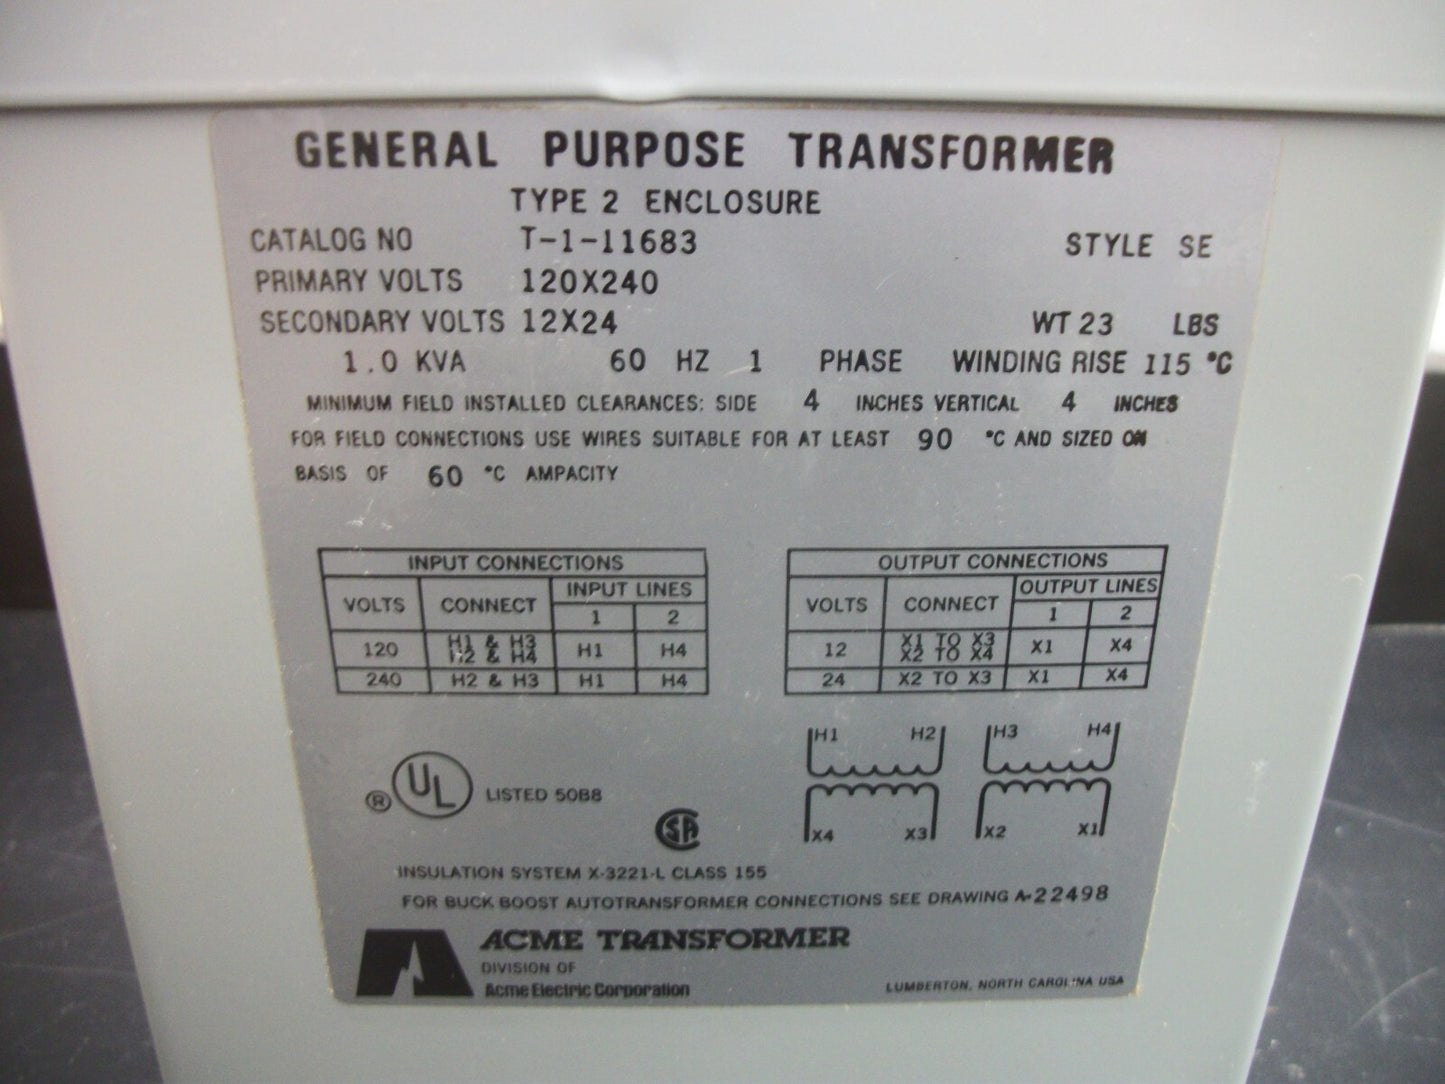 GENERAL PURPOSE TRANSFORMER
TYPE 2 ENCLOSURE
CATALOG NO T-1-11683 STYLE SE
PRIMARY VOLTS 120X240
SECONDARY VOLTS 12X24 WT 23 LBS
1.0 KVA 60 HZ 1 PHASE WINDING RISE 115 °C
MINIMUM FIELD INSTALLED CLEARANCES: SIDE 4 INCHES VERTICAL 4 INCHES
FOR FIELD CONNECTIONS USE WIRES SUITABLE FOR AT LEAST 90 °C AND SIZED ON
BASIS OF 60 °C AMPACITY
INPUT CONNECTIONS
VOLTS CONNECT INPUT LINES
1 2
120 H1 & H3 H1 H4
H2 & H4
240 H2 & H3 H1 H4
OUTPUT CONNECTIONS
VOLTS CONNECT OUTPUT LINES
1 2
12 X1 TO X3 X1 X4
X2 TO X4
24 X2 TO X3 X1 X4
H1 H2 H3 H4
X4 X3 X2 X1
® UL LISTED 50B8
SA
INSULATION SYSTEM X-3221-L CLASS 155
FOR BUCK BOOST AUTOTRANSFORMER CONNECTIONS SEE DRAWING A-22498
ACME TRANSFORMER
DIVISION OF
Acme Electric Corporation
LUMBERTON, NORTH CAROLINA USA